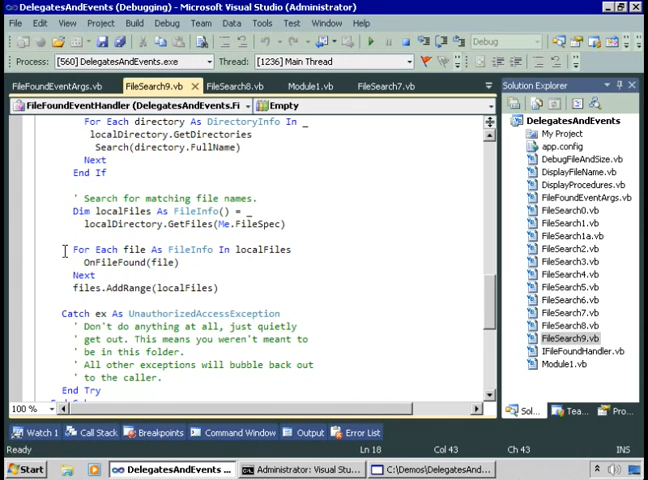 DelegatesAndEvents (Debugging) - Microsoft Visual Studio (Administrator)
File Edit View Project Build Debug Team Data Tools Test Window Help
Debug
Process: [560] DelegatesAndEvents.exe Thread: [1236] Main Thread
FileFoundEventArgs.vb FileSearch9.vb FileSearch8.vb Module1.vb FileSearch7.vb
FileFoundEventHandler (DelegatesAndEvents.Fi Empty
For Each directory As DirectoryInfo In _
localDirectory.GetDirectories
Search(directory.FullName)
Next
End If
' Search for matching file names.
Dim localFiles As FileInfo() = _
localDirectory.GetFiles(Me.FileSpec)
For Each file As FileInfo In localFiles
OnFileFound(file)
Next
files.AddRange(localFiles)
Catch ex As UnauthorizedAccessException
' Don't do anything at all, just quietly
' get out. This means you weren't meant to
' be in this folder.
' All other exceptions will bubble back out
' to the caller.
End Try
100 %
Solution Explorer
DelegatesAndEvents
My Project
app.config
DebugFileAndSize.vb
DisplayFileName.vb
DisplayProcedures.vb
FileFoundEventArgs.vb
FileSearch0.vb
FileSearch1.vb
FileSearch1a.vb
FileSearch2.vb
FileSearch3.vb
FileSearch4.vb
FileSearch5.vb
FileSearch6.vb
FileSearch7.vb
FileSearch8.vb
FileSearch9.vb
IFileFoundHandler.vb
Module1.vb
Sol... Tea... Pro...
Watch 1 Call Stack Breakpoints Command Window Output Error List
Ready Ln 18 Col 43 Ch 43 INS
Start DelegatesAndEvents ... Administrator: Visual Stu... C:\Demos\DelegatesAnd...